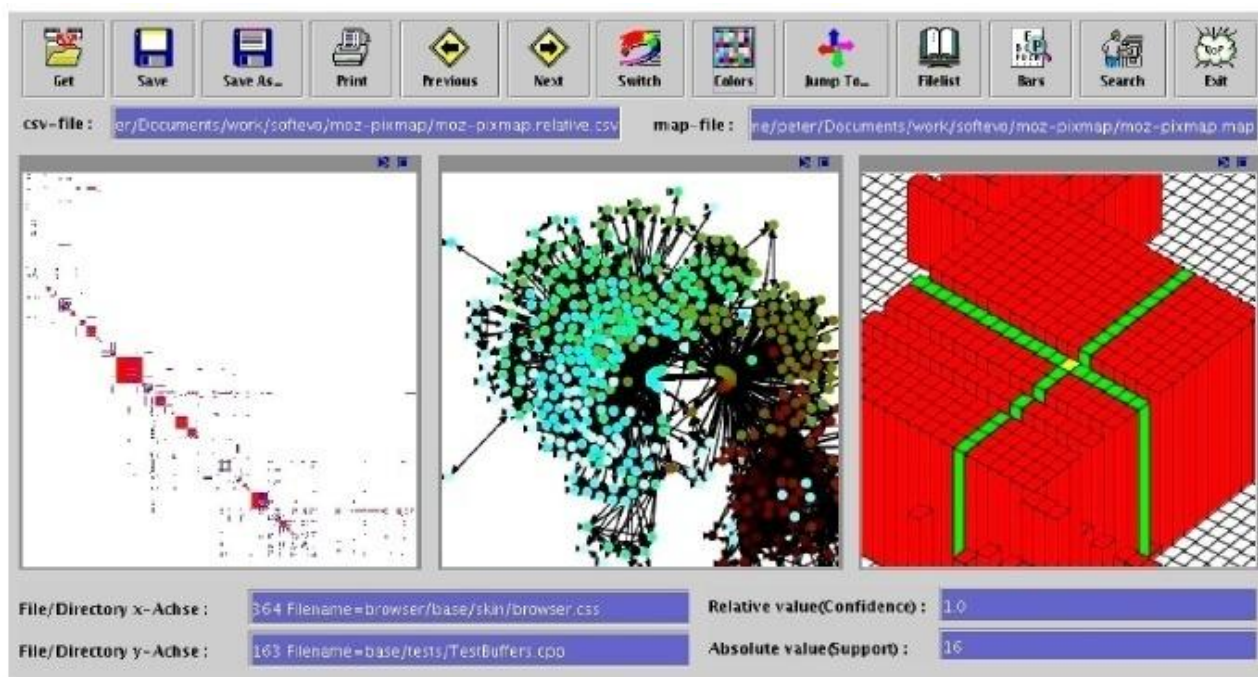 Get Save Save As... Print Previous Next Switch Colors Jump To... Filelist Bars Search Exit
csv-file : er/Documents/work/softevo/moz-pixmap/moz-pixmap.relative.csv map-file : ne/peter/Documents/work/softevo/moz-pixmap/moz-pixmap.map
File/Directory x-Achse : 364 Filename=browser/base/skin/browser.css Relative value(Confidence) : 1.0
File/Directory y-Achse : 163 Filename=base/tests/TestBuffers.cpp Absolute value(Support) : 16